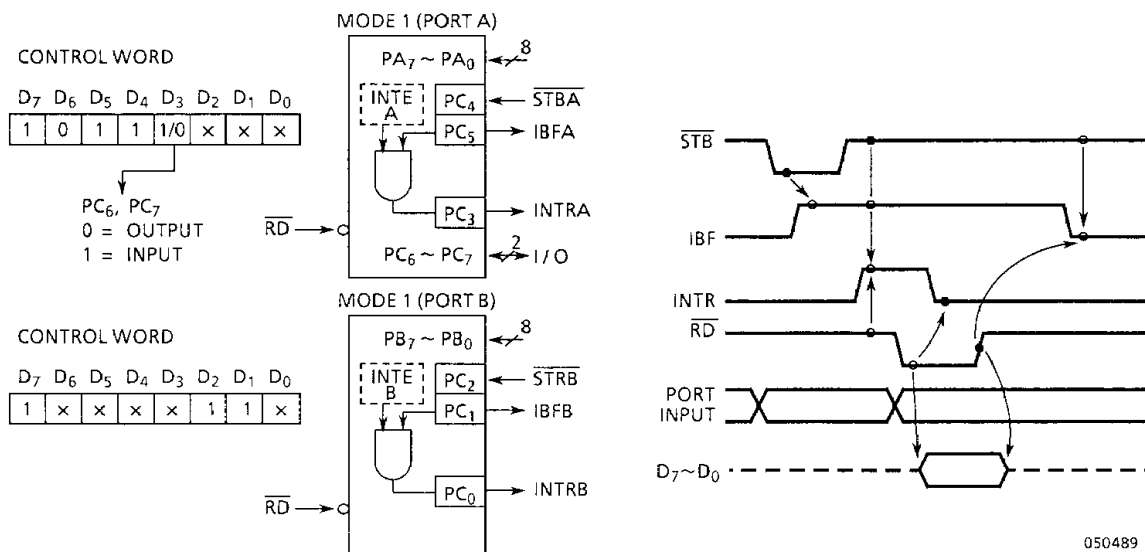 MODE 1 (PORT A)
CONTROL WORD
D7 D6 D5 D4 D3 D2 D1 D0
1 0 1 1 1/0 × × ×
PC6, PC7
0 = OUTPUT
1 = INPUT
PA7 ~ PA0
8
INTE
A
PC4
STBA
PC5
IBFA
PC3
INTRA
RD
PC6 ~ PC7
2
I/O
MODE 1 (PORT B)
CONTROL WORD
D7 D6 D5 D4 D3 D2 D1 D0
1 × × × × 1 1 ×
PB7 ~ PB0
8
INTE
B
PC2
STRB
PC1
IBFB
PC0
INTRB
RD
STB
IBF
INTR
RD
PORT
INPUT
D7~D0
050489